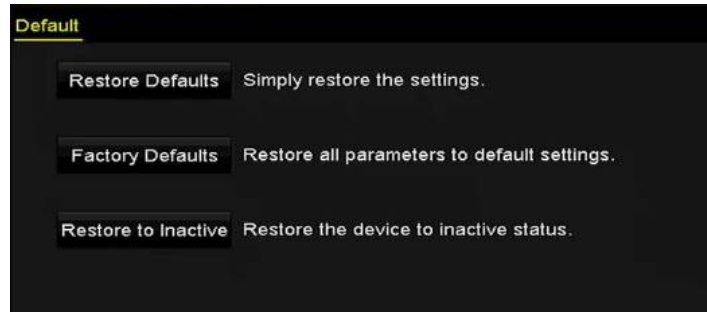 Default
Restore Defaults Simply restore the settings.
Factory Defaults Restore all parameters to default settings.
Restore to Inactive Restore the device to inactive status.